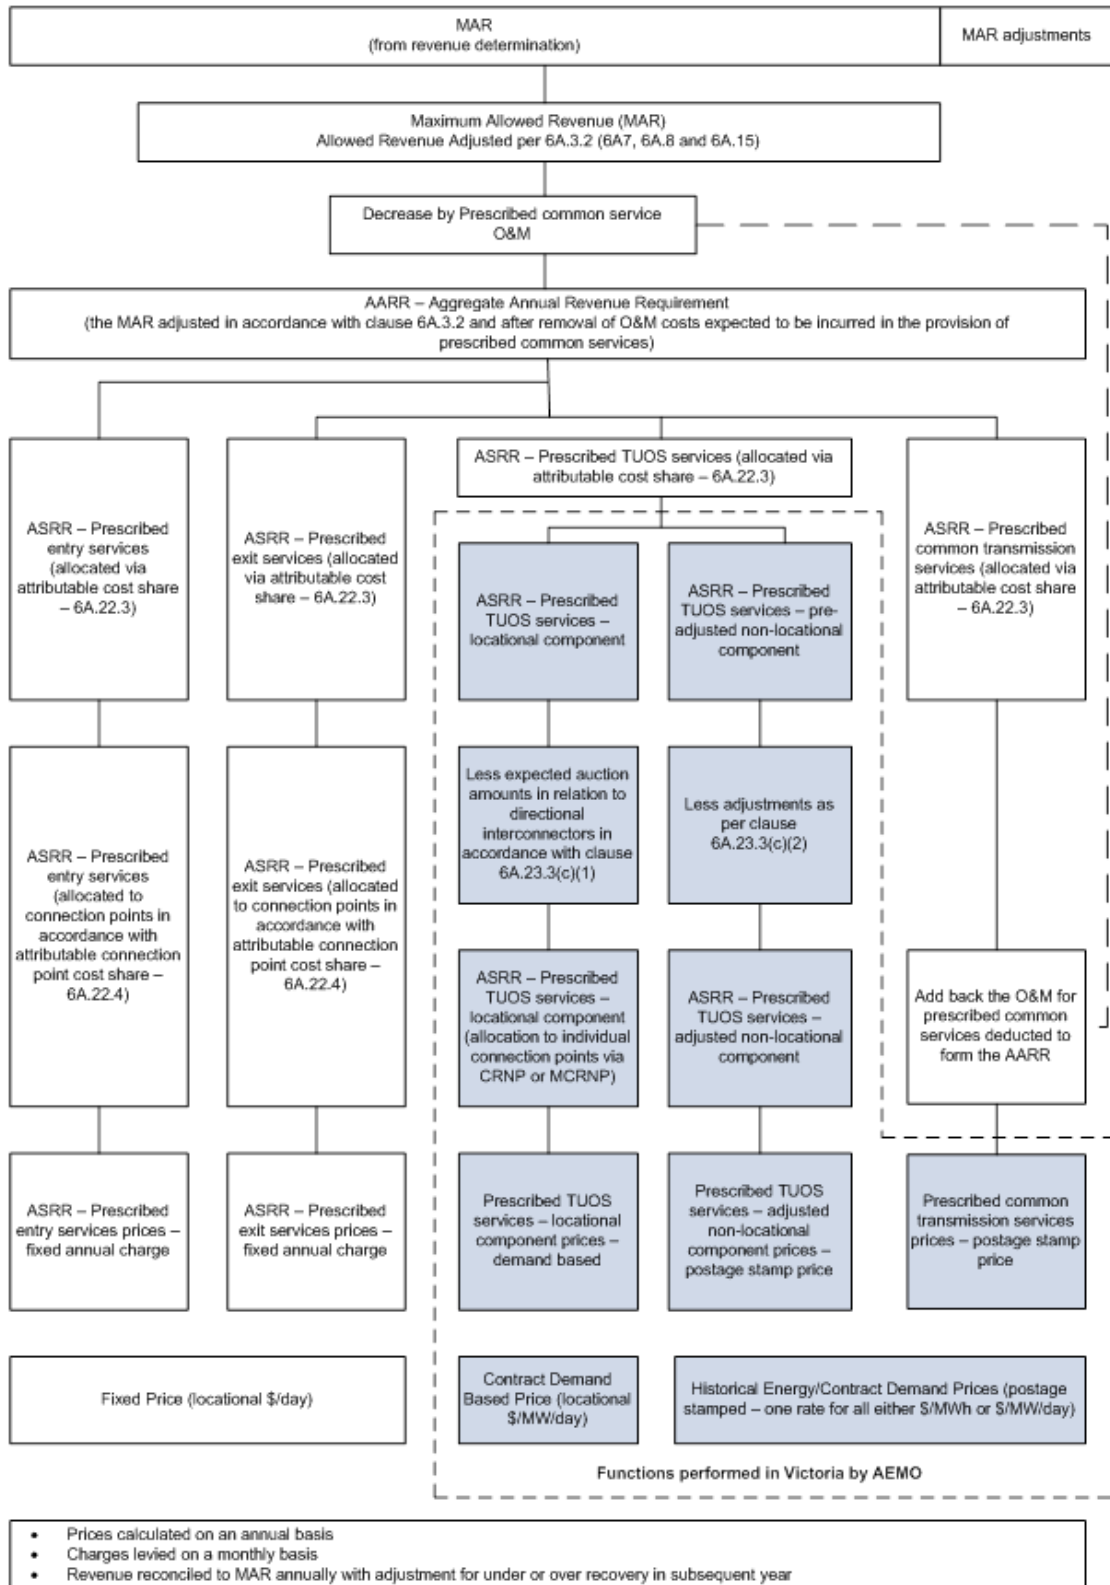 MAR
(from revenue determination)
MAR adjustments
Maximum Allowed Revenue (MAR)
Allowed Revenue Adjusted per 6A.3.2 (6A7, 6A.8 and 6A.15)
Decrease by Prescribed common service
O&M
AARR – Aggregate Annual Revenue Requirement
(the MAR adjusted in accordance with clause 6A.3.2 and after removal of O&M costs expected to be incurred in the provision of
prescribed common services)
ASRR – Prescribed
entry services
(allocated via
attributable cost share
– 6A.22.3)
ASRR – Prescribed
exit services (allocated
via attributable cost
share – 6A.22.3)
ASRR – Prescribed TUOS services (allocated via
attributable cost share – 6A.22.3)
ASRR – Prescribed
TUOS services –
locational component
ASRR – Prescribed
TUOS services – pre-
adjusted non-locational
component
ASRR – Prescribed
common transmission
services (allocated via
attributable cost share
– 6A.22.3)
ASRR – Prescribed
entry services
(allocated to
connection points in
accordance with
attributable connection
point cost share –
6A.22.4)
ASRR – Prescribed
exit services (allocated
to connection points in
accordance with
attributable connection
point cost share –
6A.22.4)
Less expected auction
amounts in relation to
directional
interconnectors in
accordance with clause
6A.23.3(c)(1)
Less adjustments as
per clause
6A.23.3(c)(2)
ASRR – Prescribed
TUOS services –
locational component
(allocation to individual
connection points via
CRNP or MCRNP)
ASRR – Prescribed
TUOS services –
adjusted non-locational
component
Add back the O&M for
prescribed common
services deducted to
form the AARR
ASRR – Prescribed
entry services prices –
fixed annual charge
ASRR – Prescribed
exit services prices –
fixed annual charge
Prescribed TUOS
services – locational
component prices –
demand based
Prescribed TUOS
services – adjusted
non-locational
component prices –
postage stamp price
Prescribed common
transmission services
prices – postage stamp
price
Fixed Price (locational $/day)
Contract Demand
Based Price (locational
$/MW/day)
Historical Energy/Contract Demand Prices (postage
stamped – one rate for all either $/MWh or $/MW/day)
Functions performed in Victoria by AEMO
• Prices calculated on an annual basis
• Charges levied on a monthly basis
• Revenue reconciled to MAR annually with adjustment for under or over recovery in subsequent year